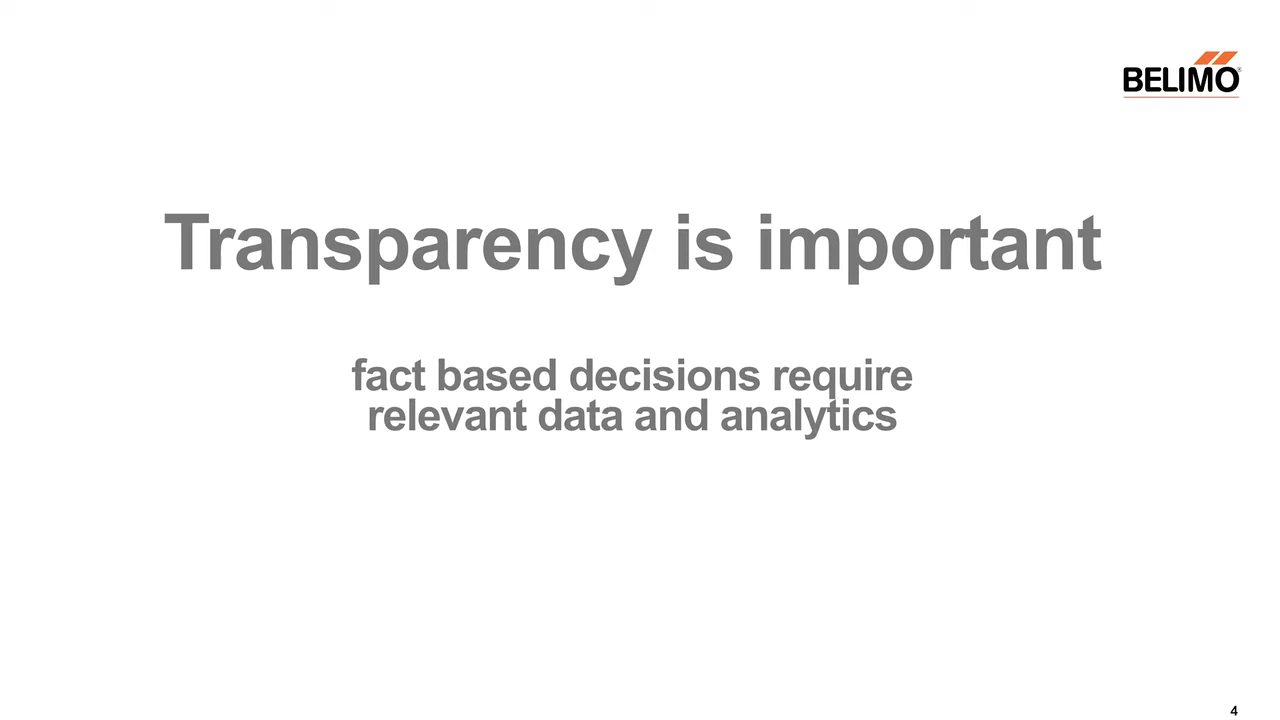 BELIMO®
Transparency is important
fact based decisions require
relevant data and analytics
4